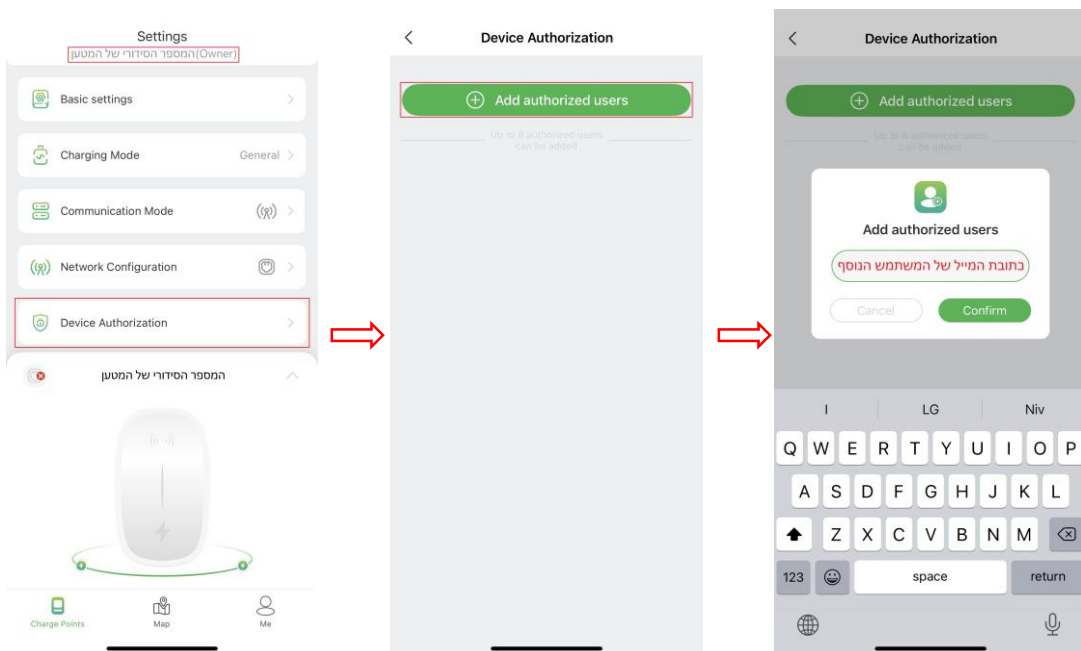 Settings
המספר הסידורי של המטען(Owner)
Basic settings
Charging Mode
General
Communication Mode
Network Configuration
Device Authorization
המספר הסידורי של המטען
Charge Points
Map
Me
Device Authorization
Add authorized users
Up to 8 authorized users
can be added
Device Authorization
Add authorized users
Up to 8 authorized users
can be added
Add authorized users
כתובת המייל של המשתמש הנוסף
Cancel
Confirm
I
LG
Niv
Q W E R T Y U I O P
A S D F G H J K L
Z X C V B N M
123
space
return